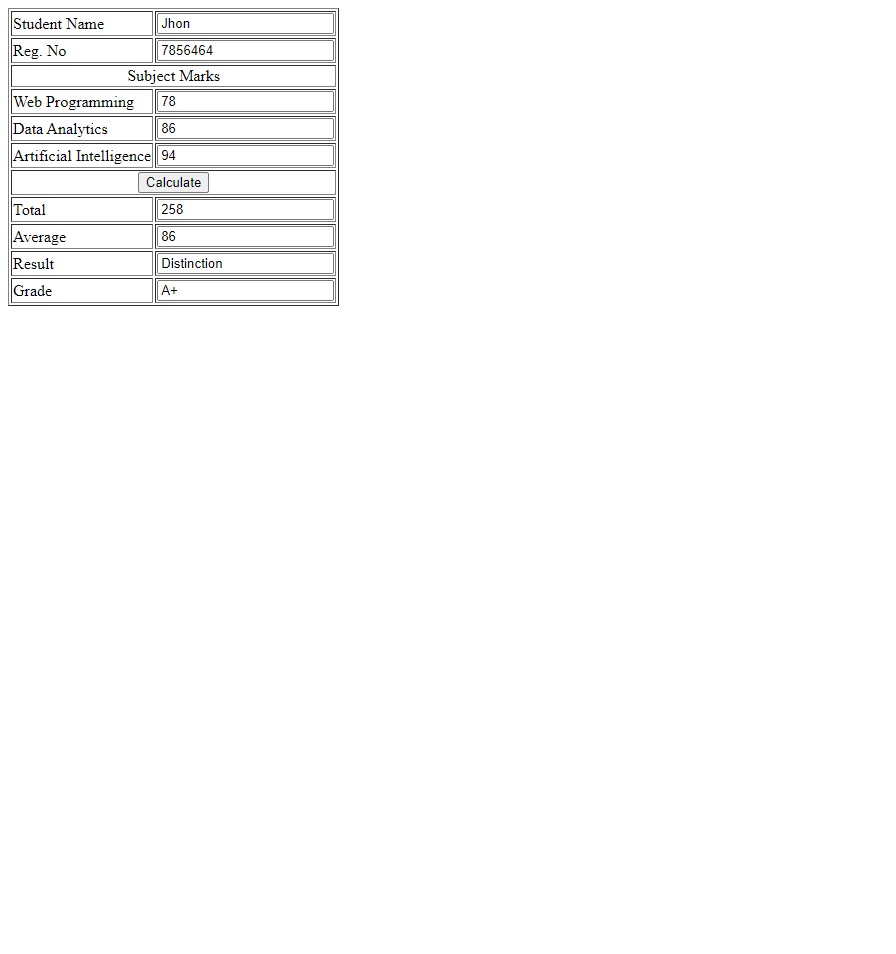 Student Name Jhon
Reg. No 7856464
Subject Marks
Web Programming 78
Data Analytics 86
Artificial Intelligence 94
Calculate
Total 258
Average 86
Result Distinction
Grade A+